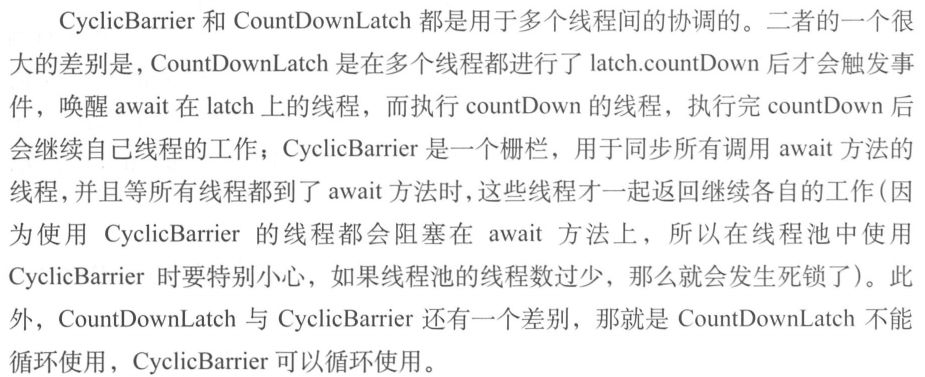 CyclicBarrier 和 CountDownLatch 都是用于多个线程间的协调的。二者的一个很
大的差别是，CountDownLatch 是在多个线程都进行了 latch.countDown 后才会触发事
件，唤醒 await 在 latch 上的线程，而执行 countDown 的线程，执行完 countDown 后
会继续自己线程的工作；CyclicBarrier 是一个栅栏，用于同步所有调用 await 方法的
线程，并且等所有线程都到了 await 方法时，这些线程才一起返回继续各自的工作（因
为使用 CyclicBarrier 的线程都会阻塞在 await 方法上，所以在线程池中使用
CyclicBarrier 时要特别小心，如果线程池的线程数过少，那么就会发生死锁了）。此
外，CountDownLatch 与 CyclicBarrier 还有一个差别，那就是 CountDownLatch 不能
循环使用，CyclicBarrier 可以循环使用。